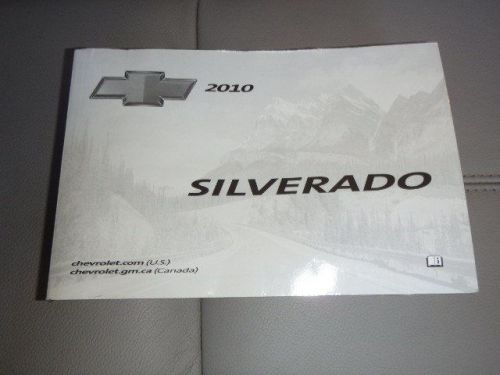 2010
SILVERADO
chevrolet.com (U.S.)
chevrolet.gm.ca (Canada)